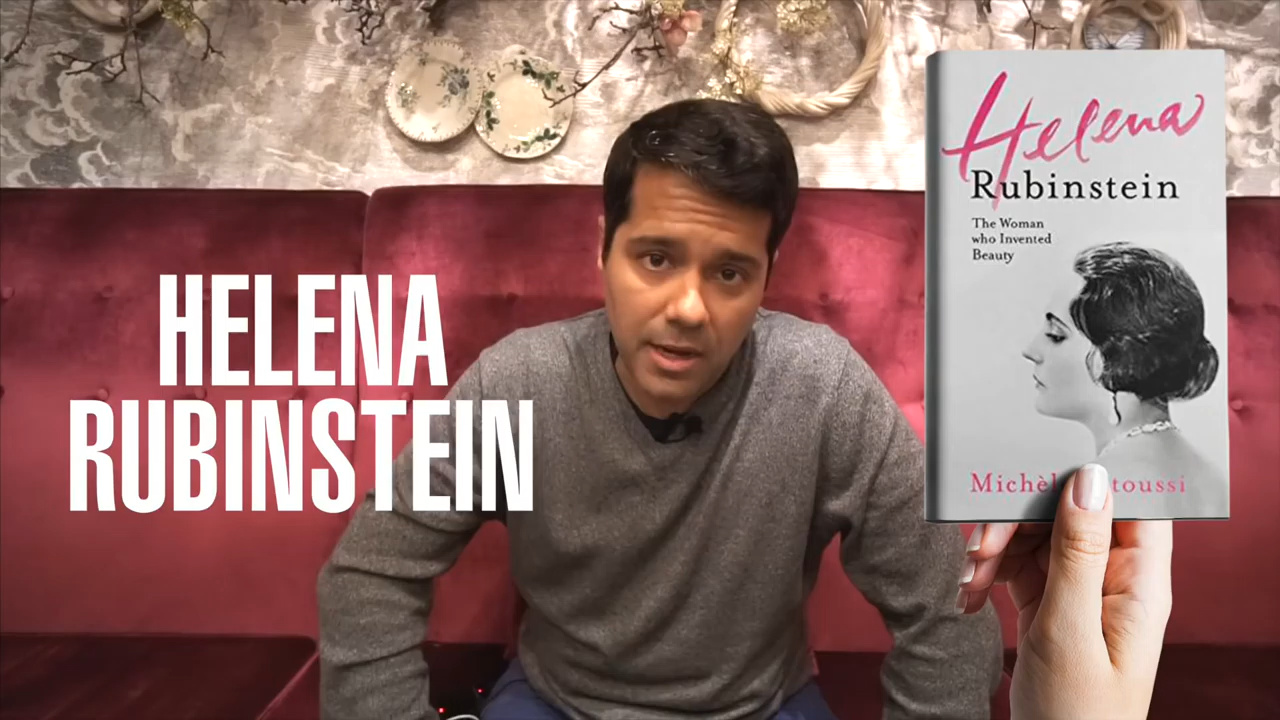 HELENA
RUBINSTEIN
Helena
Rubinstein
The Woman
who Invented
Beauty